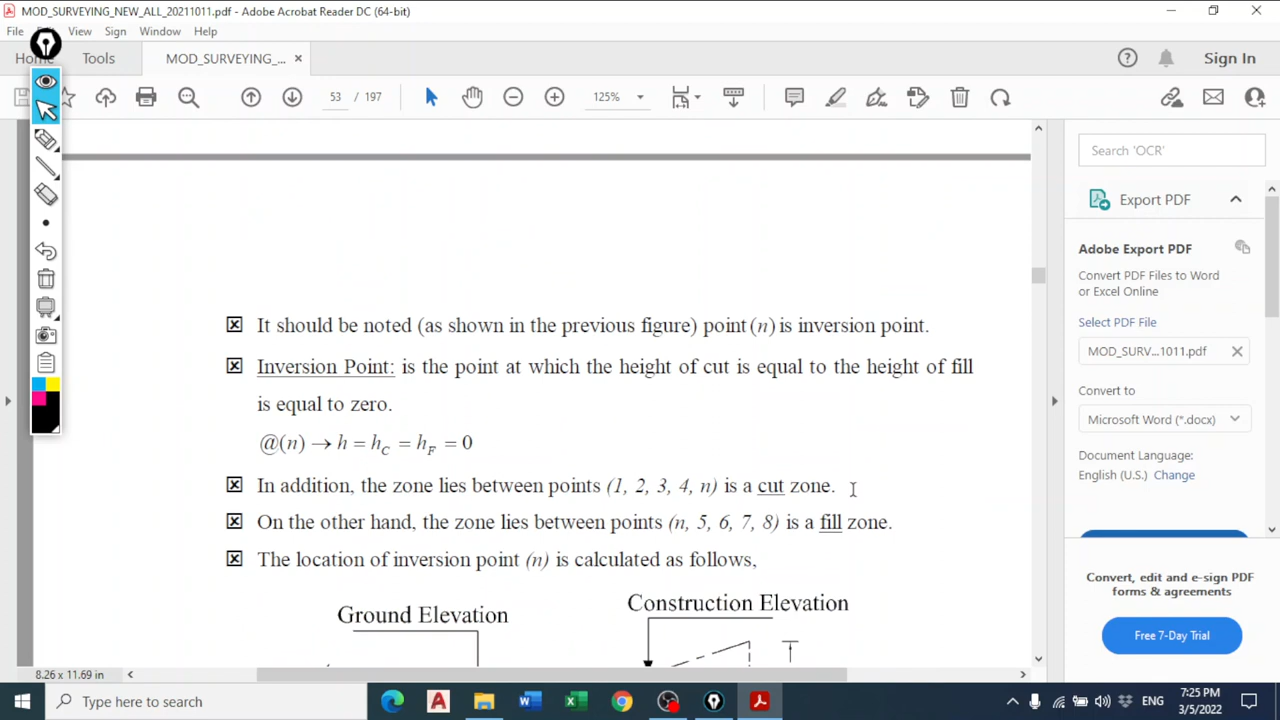 MOD_SURVEYING_NEW_ALL_20211011.pdf - Adobe Acrobat Reader DC (64-bit)
File View Sign Window Help
Tools MOD_SURVEYING_... Sign In
53 / 197 125%
Search 'OCR'
Export PDF
Adobe Export PDF
Convert PDF Files to Word
or Excel Online
Select PDF File
MOD_SURV...1011.pdf
Convert to
Microsoft Word (*.docx)
Document Language:
English (U.S.) Change
Convert, edit and e-sign PDF
forms & agreements
Free 7-Day Trial
It should be noted (as shown in the previous figure) point (n) is inversion point.
Inversion Point: is the point at which the height of cut is equal to the height of fill
is equal to zero.
@(n) → h = h_C = h_F = 0
In addition, the zone lies between points (1, 2, 3, 4, n) is a cut zone.
On the other hand, the zone lies between points (n, 5, 6, 7, 8) is a fill zone.
The location of inversion point (n) is calculated as follows,
Ground Elevation
Construction Elevation
8.26 x 11.69 in
Type here to search
ENG
7:25 PM
3/5/2022